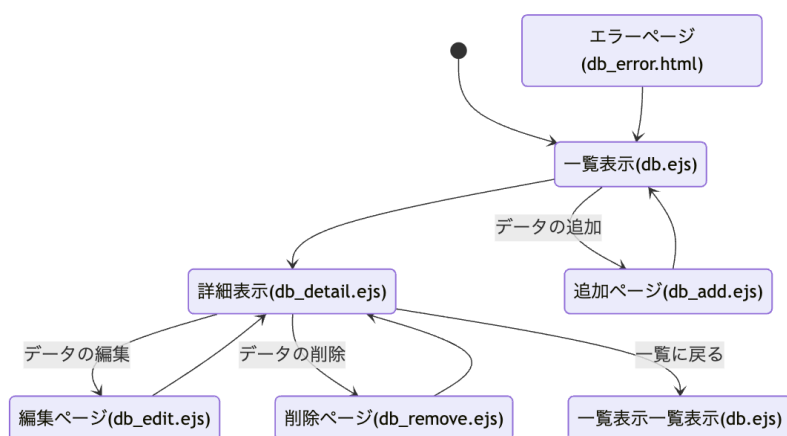 エラーページ
(db_error.html)
一覧表示(db.ejs)
データの追加
詳細表示(db_detail.ejs)
追加ページ(db_add.ejs)
データの編集
データの削除
一覧に戻る
編集ページ(db_edit.ejs)
削除ページ(db_remove.ejs)
一覧表示一覧表示(db.ejs)